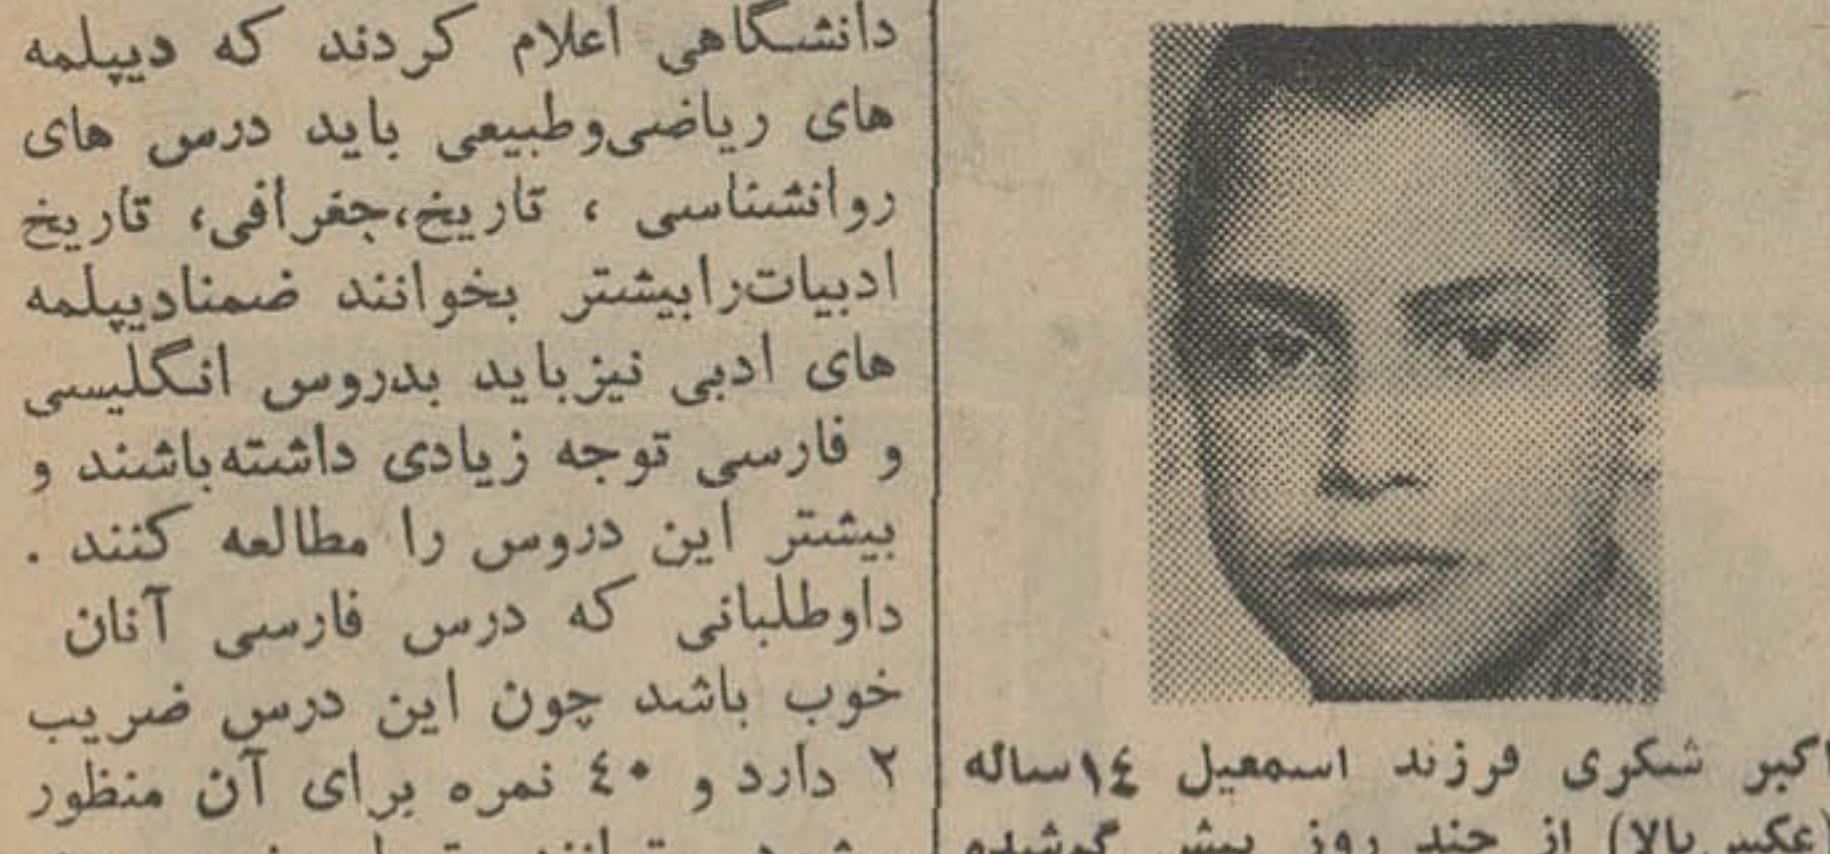 اکبر شکری فرزند اسمعیل ۱۴ساله
(عکس بالا) از چند روز پیش گمشده
دانشگاهی اعلام کردند که دیپلمه
های ریاضی‌وطبیعی باید درس های
روانشناسی ، تاریخ،جغرافی، تاریخ
ادبیات‌رابیشتر بخوانند ضمنادیپلمه
های ادبی نیزباید بدروس انگلیسی
و فارسی توجه زیادی داشته‌باشند و
بیشتر این دروس را مطالعه کنند .
داوطلبانی که درس فارسی آنان
خوب باشد چون این درس ضریب
۲ دارد و ۴۰ نمره برای آن منظور